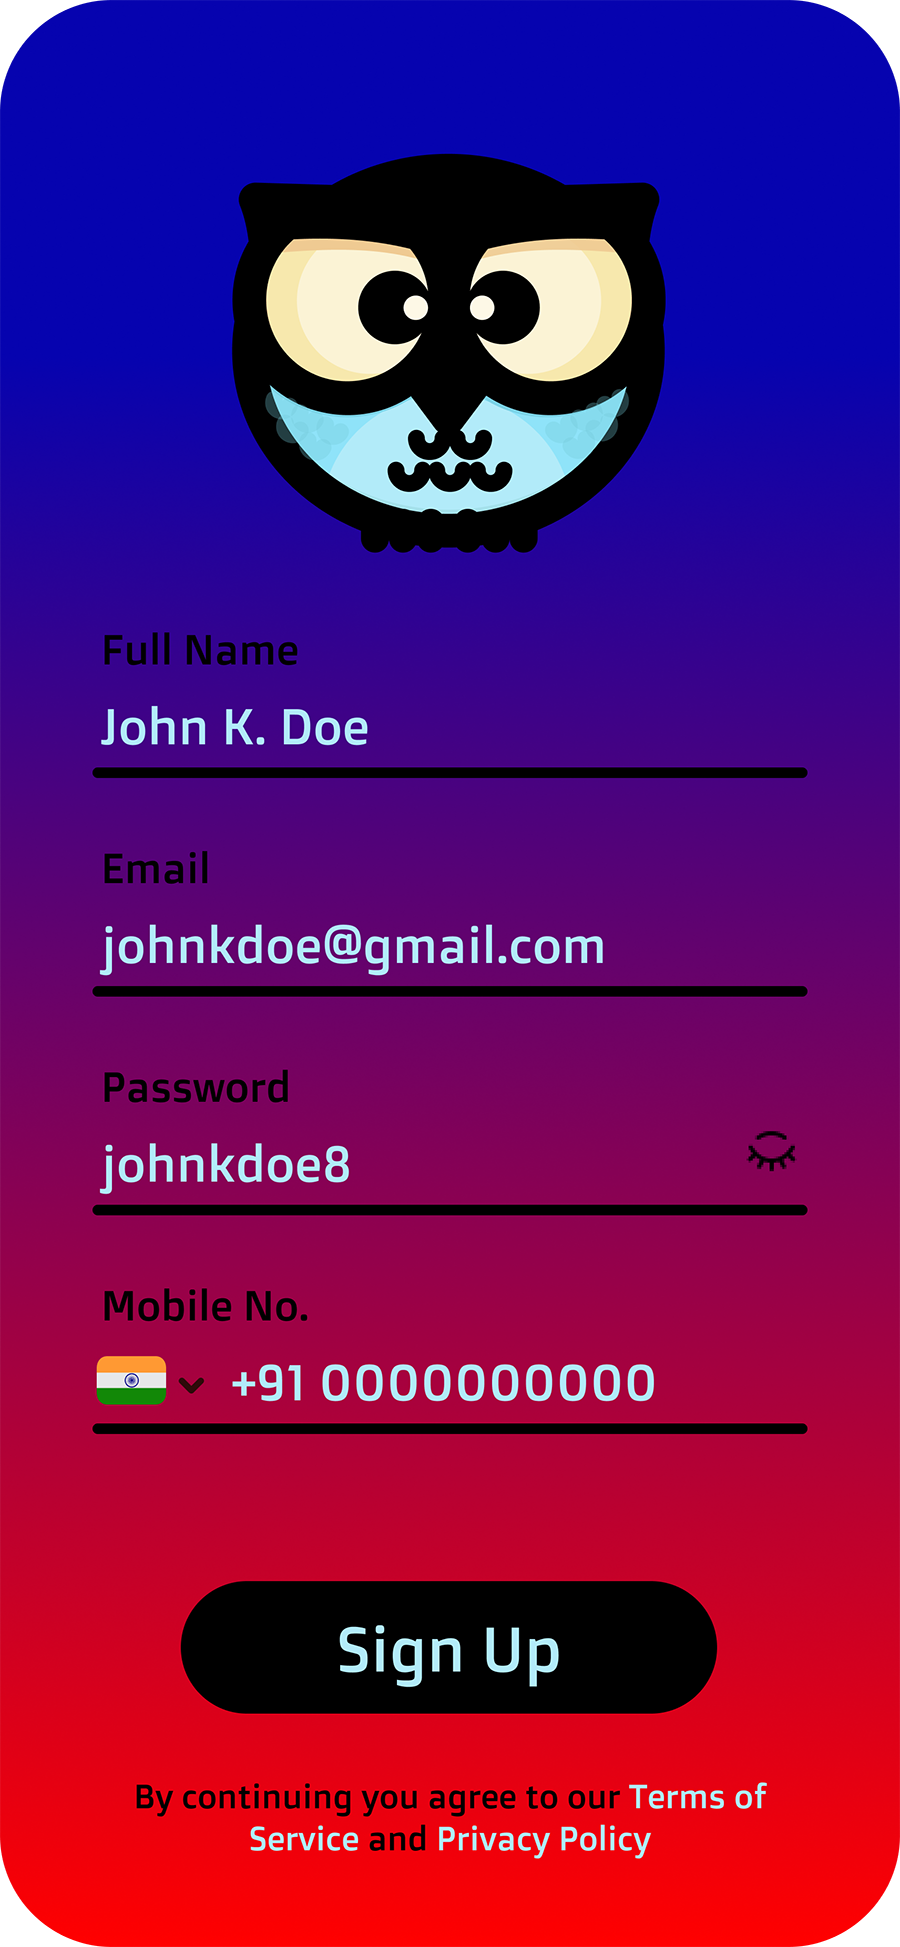 Full Name
John K. Doe
Email
johnkdoe@gmail.com
Password
johnkdoe8
Mobile No.
+91 0000000000
Sign Up
By continuing you agree to our Terms of
Service and Privacy Policy